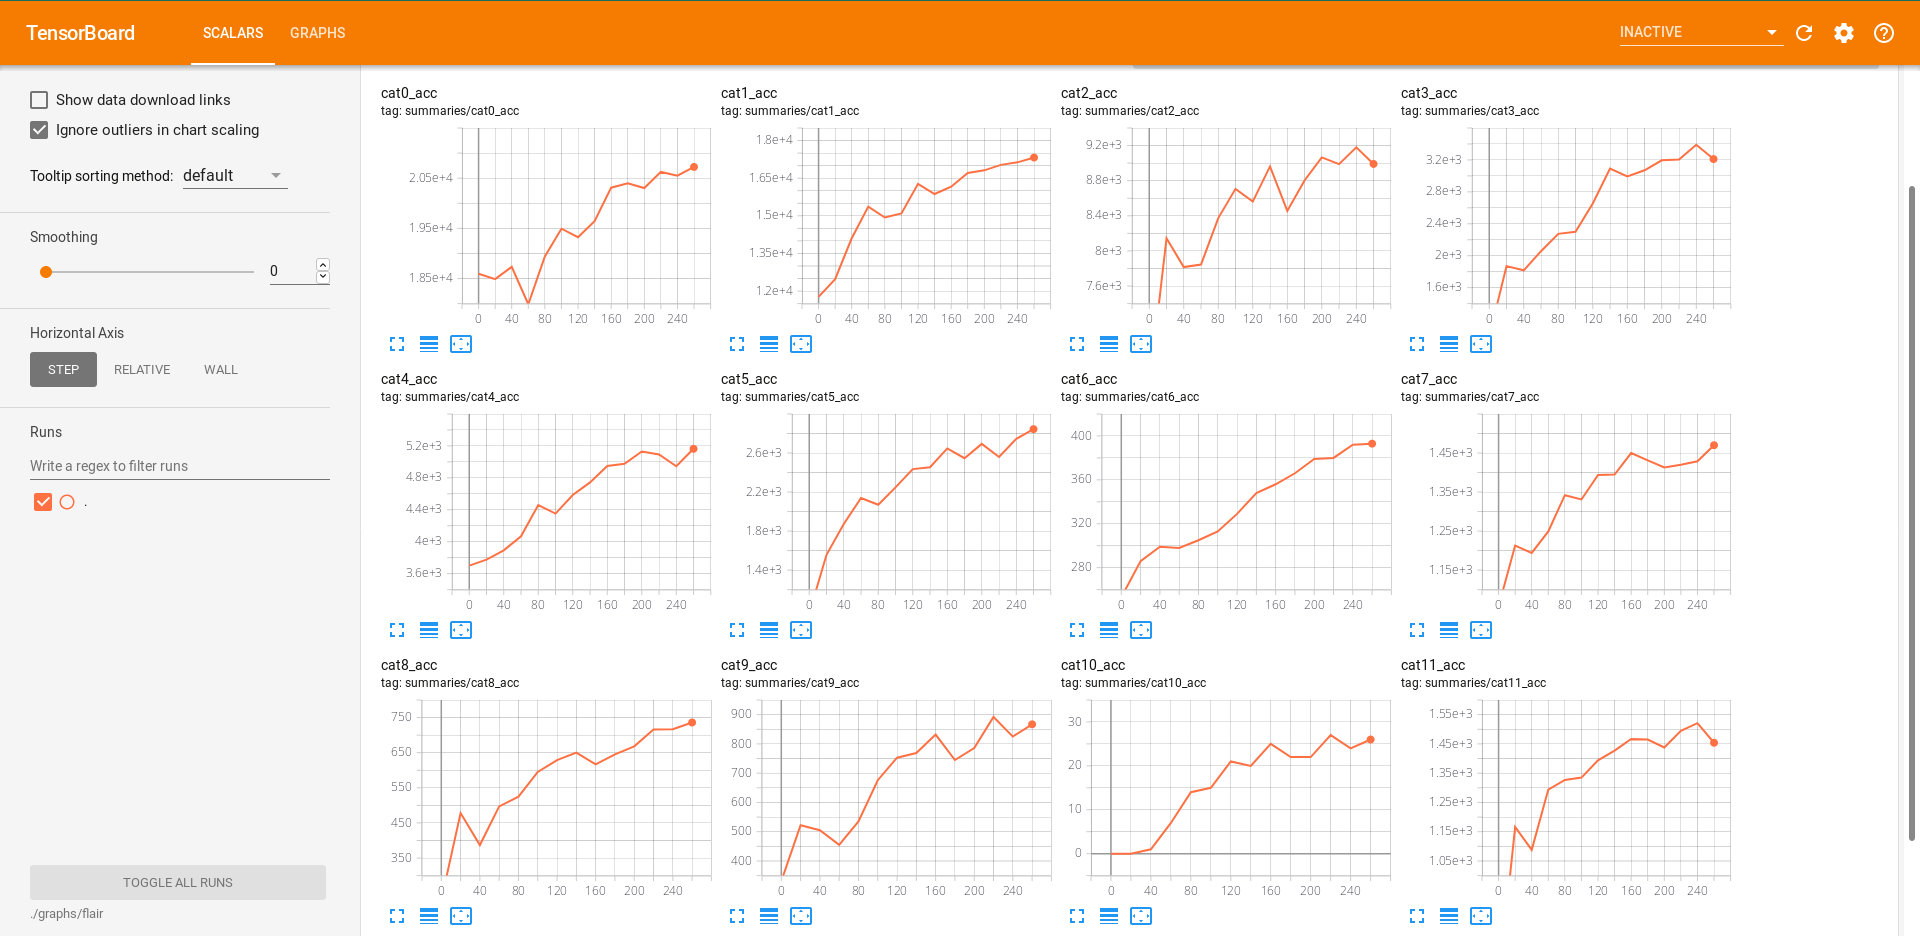 TensorBoard SCALARS GRAPHS INACTIVE
Show data download links
Ignore outliers in chart scaling
Tooltip sorting method: default
Smoothing
0
Horizontal Axis
STEP RELATIVE WALL
Runs
Write a regex to filter runs
.
TOGGLE ALL RUNS
./graphs/flair
cat0_acc
tag: summaries/cat0_acc
2.05e+4
1.95e+4
1.85e+4
0 40 80 120 160 200 240
cat1_acc
tag: summaries/cat1_acc
1.8e+4
1.65e+4
1.5e+4
1.35e+4
1.2e+4
0 40 80 120 160 200 240
cat2_acc
tag: summaries/cat2_acc
9.2e+3
8.8e+3
8.4e+3
8e+3
7.6e+3
0 40 80 120 160 200 240
cat3_acc
tag: summaries/cat3_acc
3.2e+3
2.8e+3
2.4e+3
2e+3
1.6e+3
0 40 80 120 160 200 240
cat4_acc
tag: summaries/cat4_acc
5.2e+3
4.8e+3
4.4e+3
4e+3
3.6e+3
0 40 80 120 160 200 240
cat5_acc
tag: summaries/cat5_acc
2.6e+3
2.2e+3
1.8e+3
1.4e+3
0 40 80 120 160 200 240
cat6_acc
tag: summaries/cat6_acc
400
360
320
280
0 40 80 120 160 200 240
cat7_acc
tag: summaries/cat7_acc
1.45e+3
1.35e+3
1.25e+3
1.15e+3
0 40 80 120 160 200 240
cat8_acc
tag: summaries/cat8_acc
750
650
550
450
350
0 40 80 120 160 200 240
cat9_acc
tag: summaries/cat9_acc
900
800
700
600
500
400
0 40 80 120 160 200 240
cat10_acc
tag: summaries/cat10_acc
30
20
10
0
0 40 80 120 160 200 240
cat11_acc
tag: summaries/cat11_acc
1.55e+3
1.45e+3
1.35e+3
1.25e+3
1.15e+3
1.05e+3
0 40 80 120 160 200 240